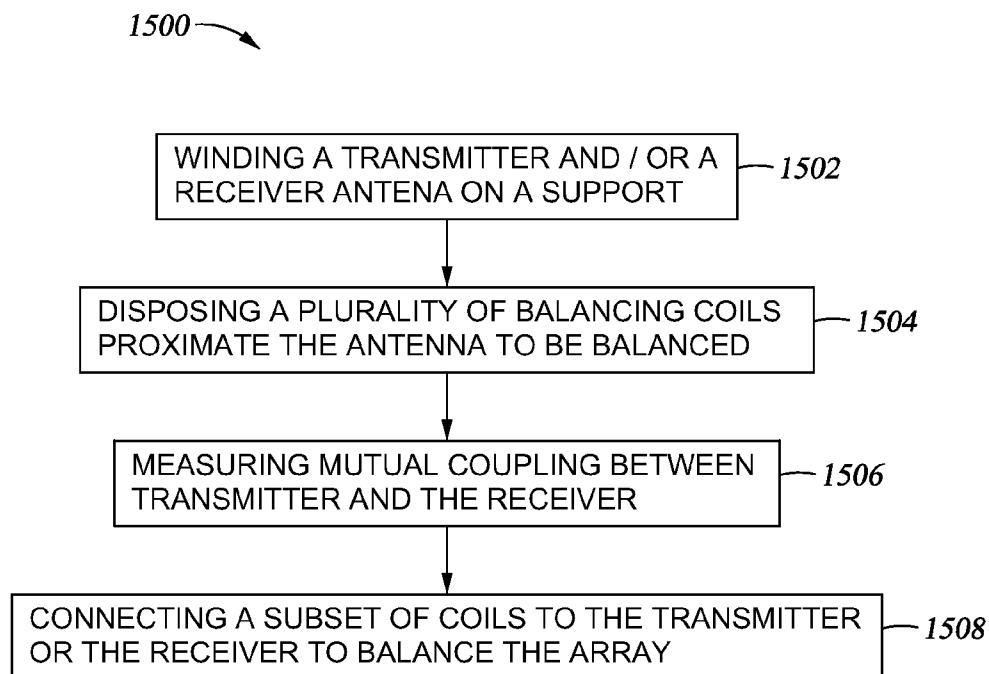 1500
WINDING A TRANSMITTER AND / OR A
RECEIVER ANTENA ON A SUPPORT
1502
DISPOSING A PLURALITY OF BALANCING COILS
PROXIMATE THE ANTENNA TO BE BALANCED
1504
MEASURING MUTUAL COUPLING BETWEEN
TRANSMITTER AND THE RECEIVER
1506
CONNECTING A SUBSET OF COILS TO THE TRANSMITTER
OR THE RECEIVER TO BALANCE THE ARRAY
1508